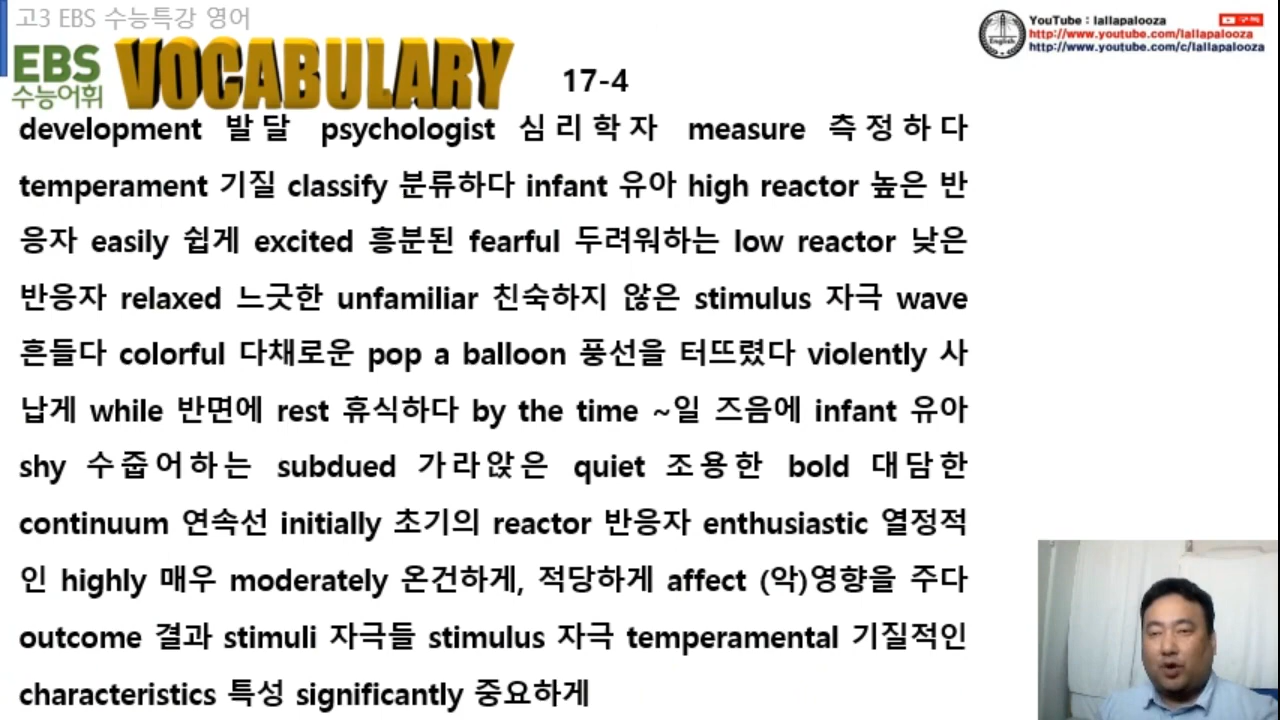 고3 EBS 수능특강 영어
EBS
수능어휘
VOCABULARY
17-4
English
YouTube : lallapalooza
구독
http://www.youtube.com/lallapalooza
http://www.youtube.com/c/lallapalooza
development 발달 psychologist 심리학자 measure 측정하다
temperament 기질 classify 분류하다 infant 유아 high reactor 높은 반
응자 easily 쉽게 excited 흥분된 fearful 두려워하는 low reactor 낮은
반응자 relaxed 느긋한 unfamiliar 친숙하지 않은 stimulus 자극 wave
흔들다 colorful 다채로운 pop a balloon 풍선을 터뜨렸다 violently 사
납게 while 반면에 rest 휴식하다 by the time ~일 즈음에 infant 유아
shy 수줍어하는 subdued 가라앉은 quiet 조용한 bold 대담한
continuum 연속선 initially 초기의 reactor 반응자 enthusiastic 열정적
인 highly 매우 moderately 온건하게, 적당하게 affect (악)영향을 주다
outcome 결과 stimuli 자극들 stimulus 자극 temperamental 기질적인
characteristics 특성 significantly 중요하게